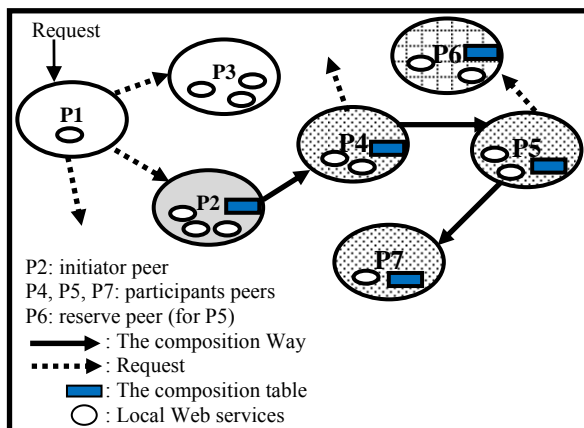 Request
P1
P3
P2
P4
P6
P5
P7
P2: initiator peer
P4, P5, P7: participants peers
P6: reserve peer (for P5)
: The composition Way
: Request
: The composition table
: Local Web services